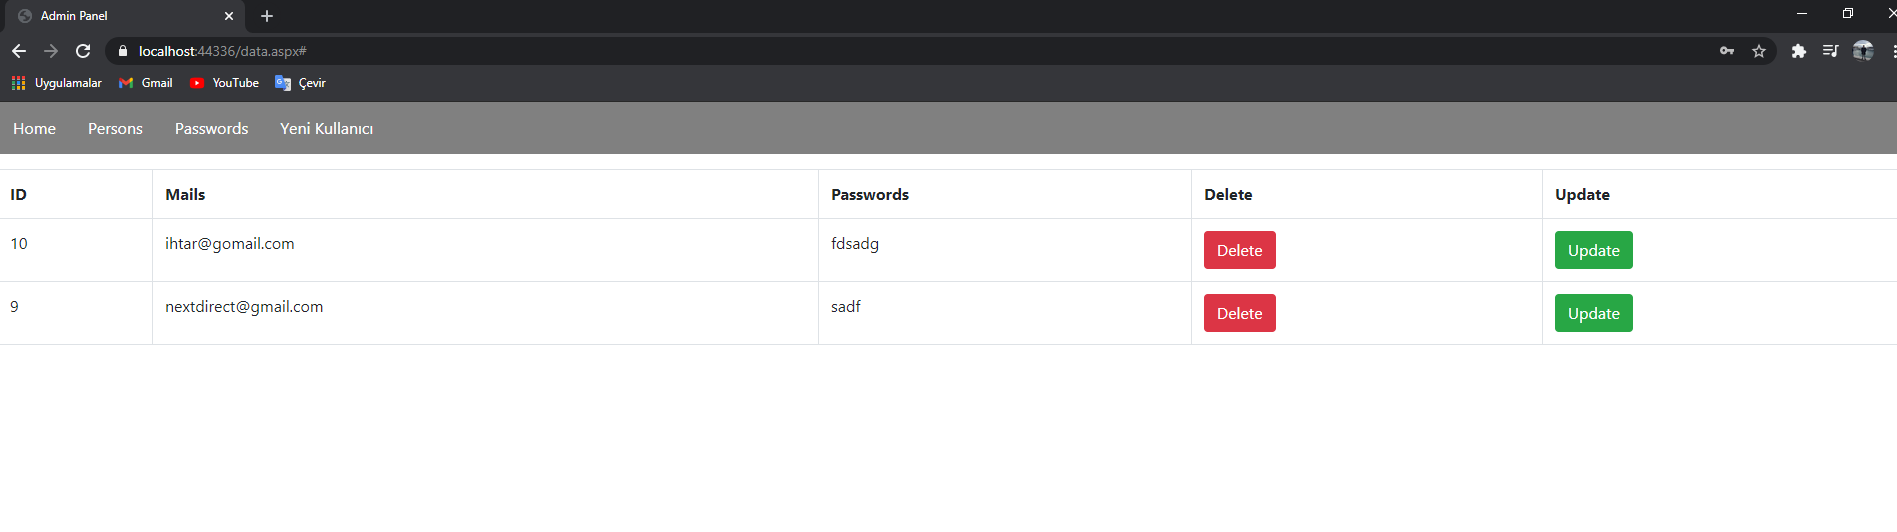 Admin Panel
localhost:44336/data.aspx#
Uygulamalar Gmail YouTube Çevir
Home Persons Passwords Yeni Kullanıcı
ID Mails Passwords Delete Update
10 ihtar@gomail.com fdsadg Delete Update
9 nextdirect@gmail.com sadf Delete Update